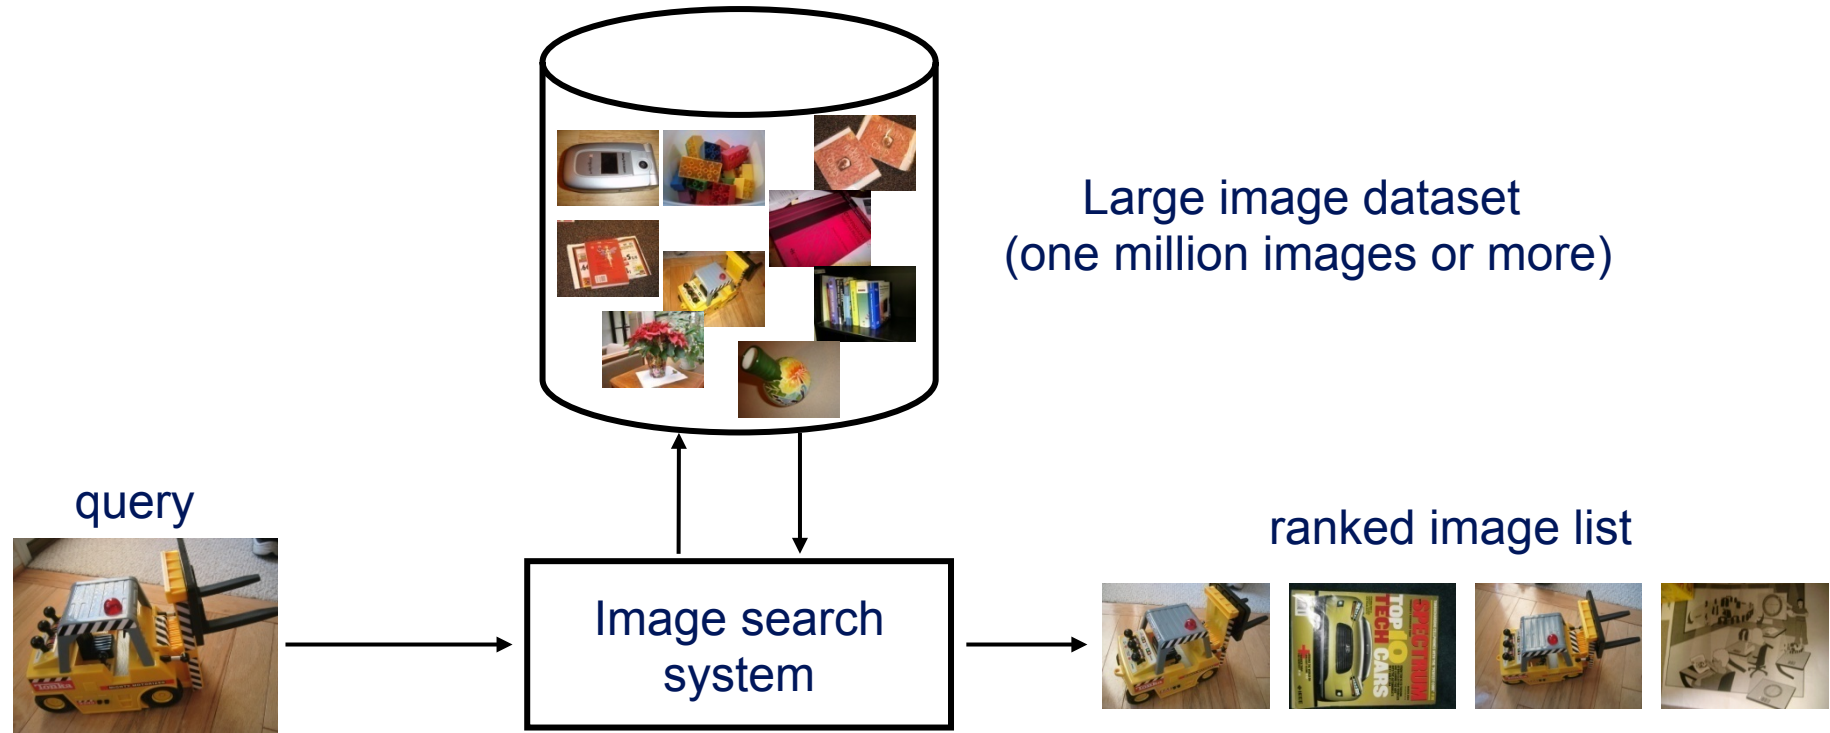 Large image dataset
(one million images or more)
query
ranked image list
Image search
system
Tonka
SPECTRUM
TOP 10
TECH CARS